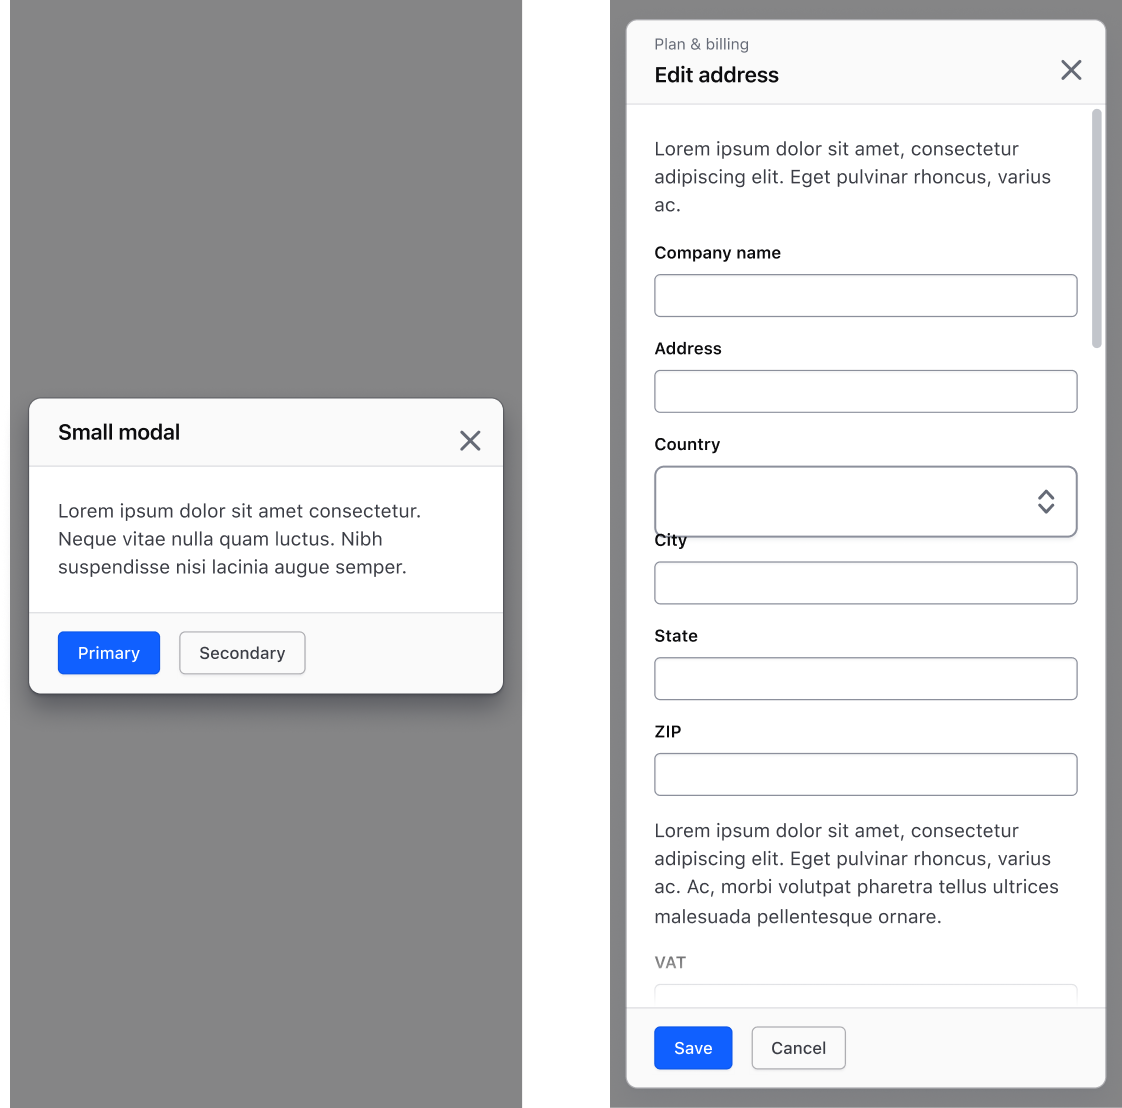 Small modal
Lorem ipsum dolor sit amet consectetur.
Neque vitae nulla quam luctus. Nibh
suspendisse nisi lacinia augue semper.
Primary
Secondary
Plan & billing
Edit address
Lorem ipsum dolor sit amet, consectetur
adipiscing elit. Eget pulvinar rhoncus, varius
ac.
Company name
Address
Country
City
State
ZIP
Lorem ipsum dolor sit amet, consectetur
adipiscing elit. Eget pulvinar rhoncus, varius
ac. Ac, morbi volutpat pharetra tellus ultrices
malesuada pellentesque ornare.
VAT
Save
Cancel